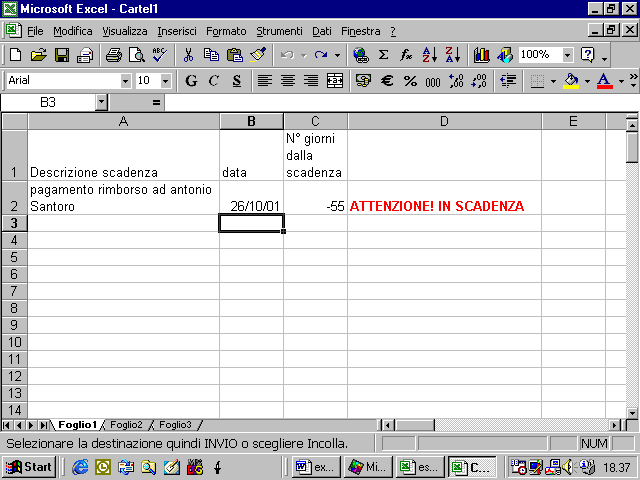 Microsoft Excel - Cartel1
File Modifica Visualizza Inserisci Formato Strumenti Dati Finestra ?
100%
Arial 10 G C S % 000
B3 =
A B C D E
1 Descrizione scadenza data N° giorni dalla scadenza
2 pagamento rimborso ad antonio Santoro 26/10/01 -55 ATTENZIONE! IN SCADENZA
3
4
5
6
7
8
9
10
11
12
13
14
Foglio1 Foglio2 Foglio3
Selezionare la destinazione quindi INVIO o scegliere Incolla. NUM
Start ex... Mi... es... C... 18.37